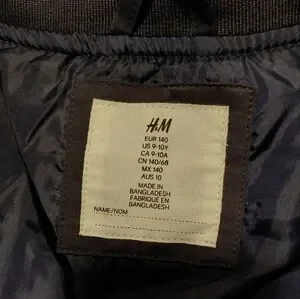 H&M
EUR 140
US 9-10Y
CA 9-10A
CN 140/68
MX 140
AUS 10
MADE IN
BANGLADESH
FABRIQUÉ EN
BANGLADESH
NAME/NOM: